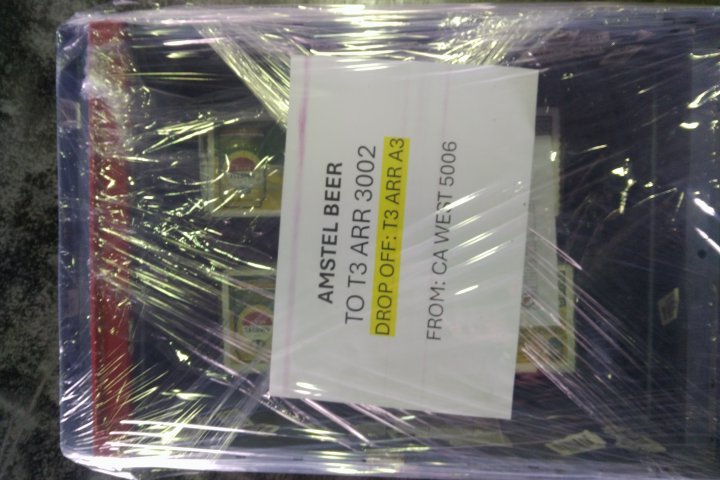 AMSTEL BEER
TO T3 ARR 3002
DROP OFF: T3 ARR A3
FROM: CA WEST 5006